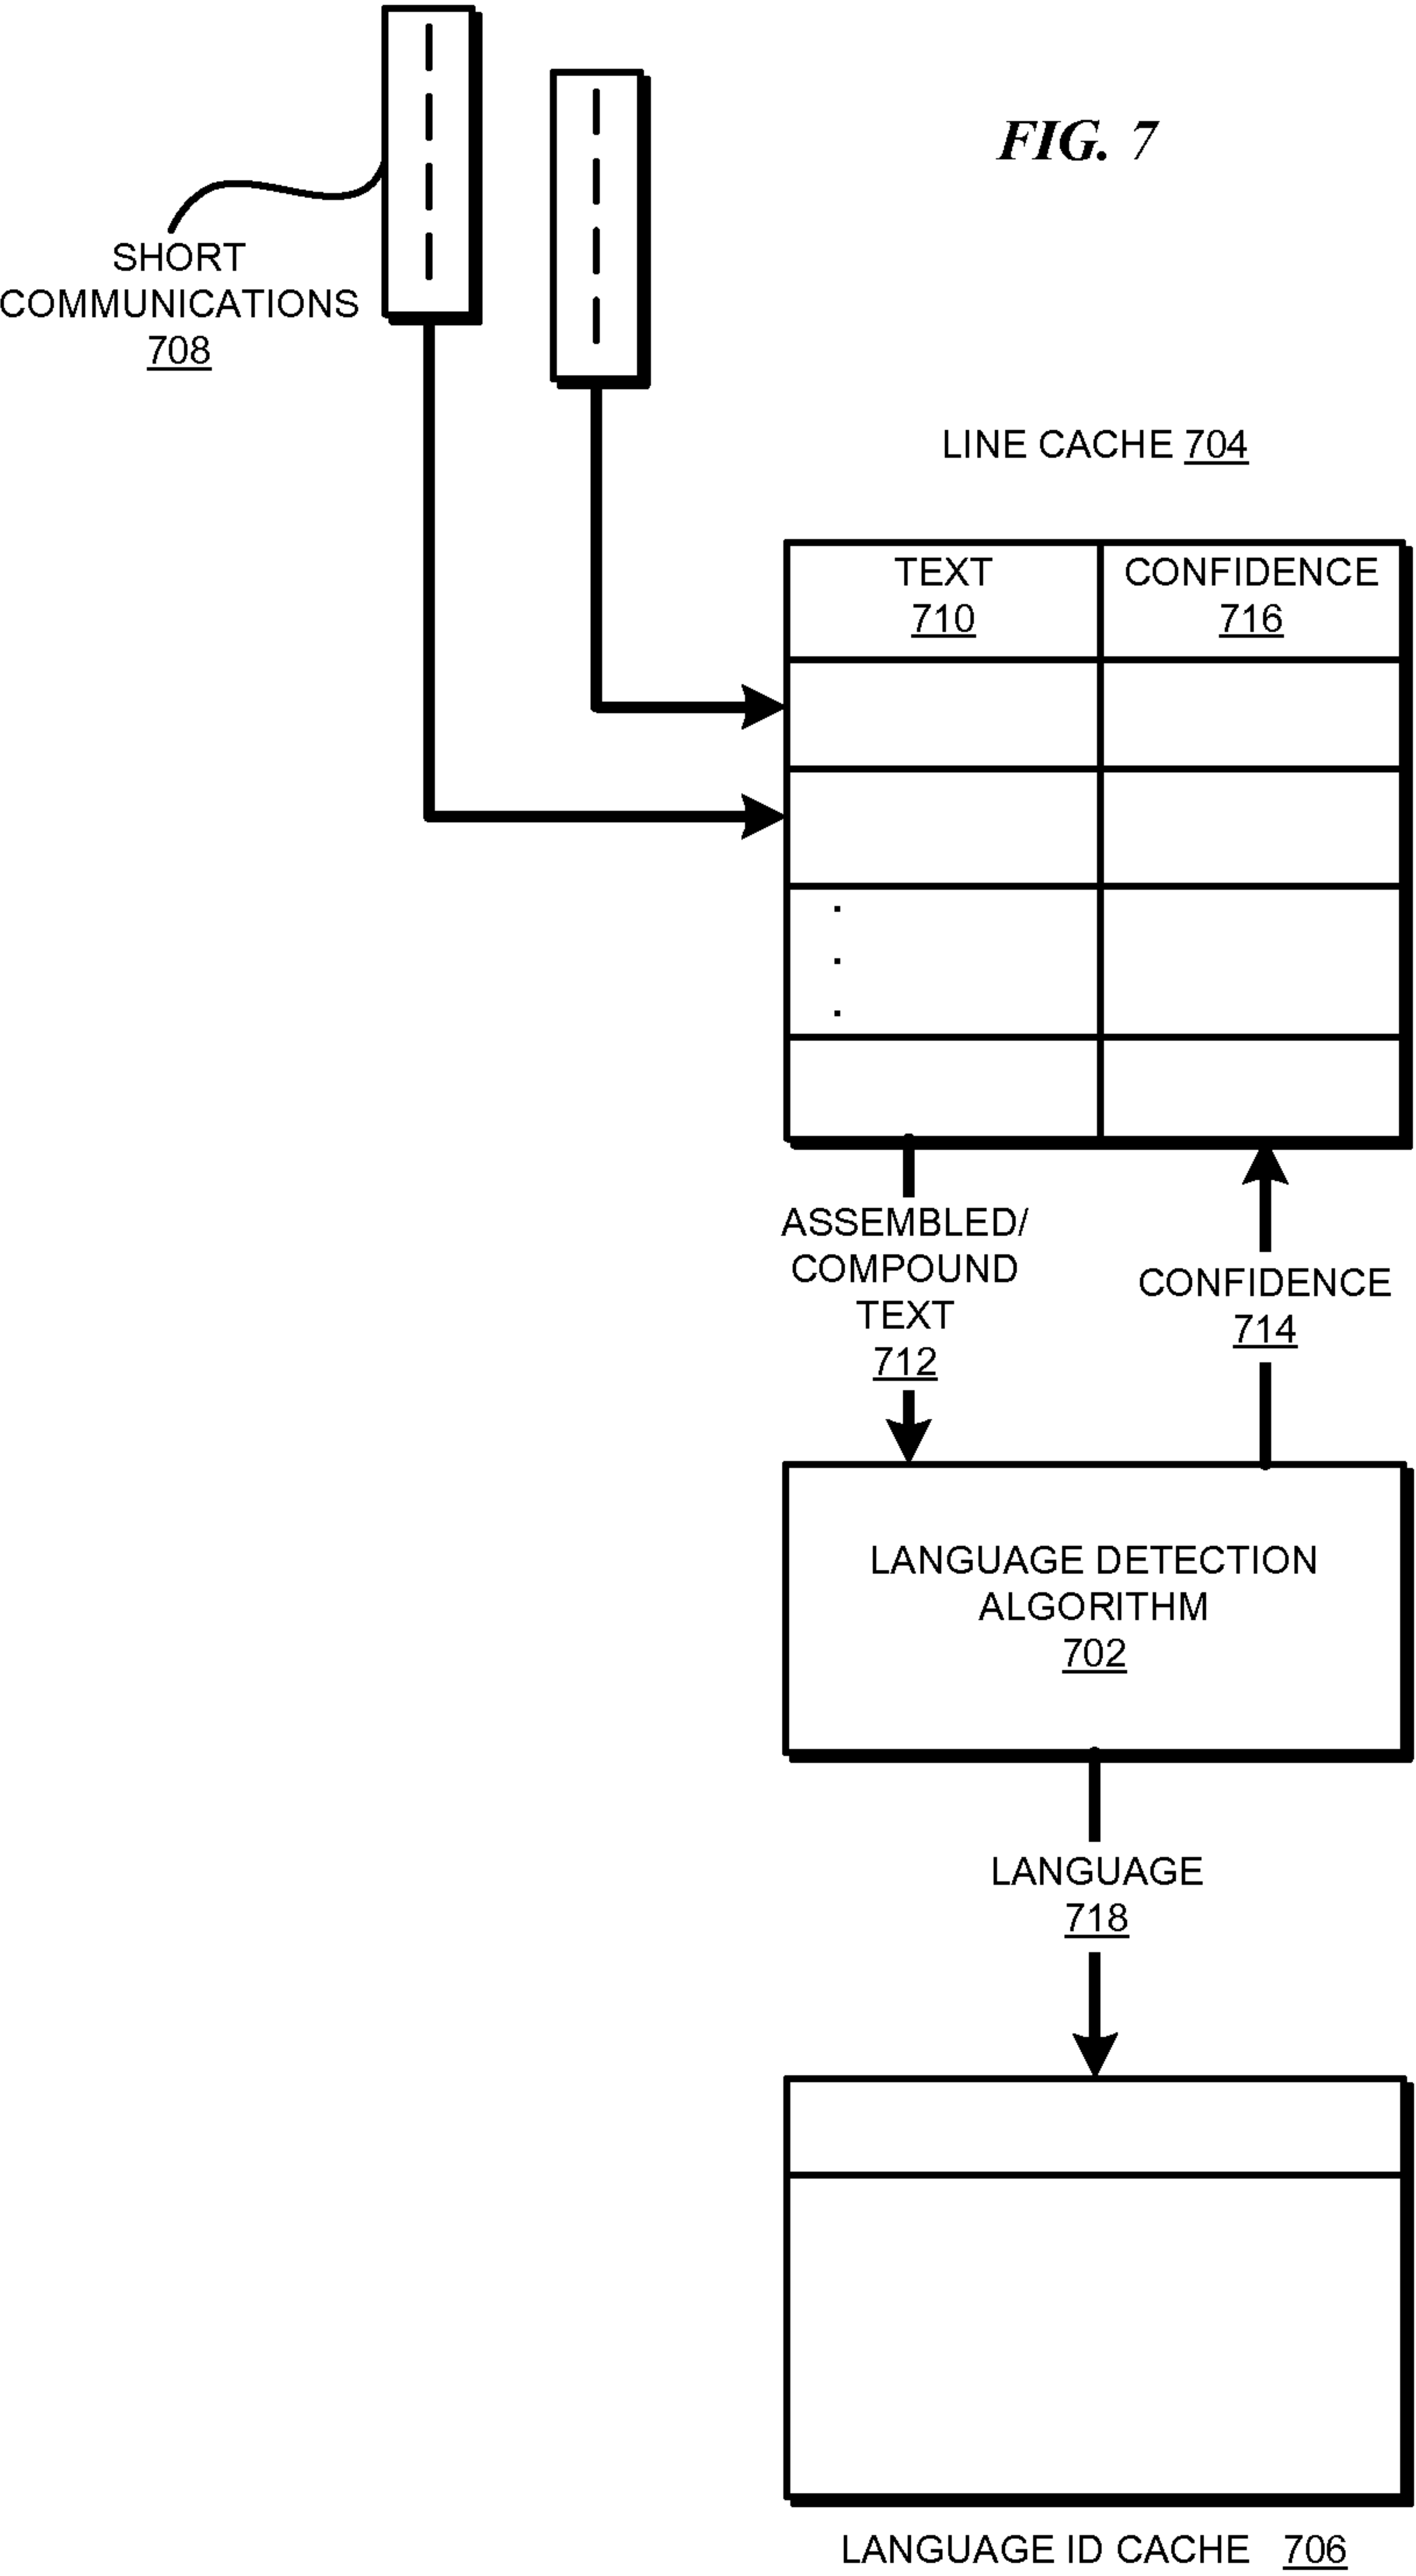 FIG. 7
SHORT
COMMUNICATIONS
708
LINE CACHE 704
TEXT
710
CONFIDENCE
716
ASSEMBLED/
COMPOUND
TEXT
712
CONFIDENCE
714
LANGUAGE DETECTION
ALGORITHM
702
LANGUAGE
718
LANGUAGE ID CACHE 706